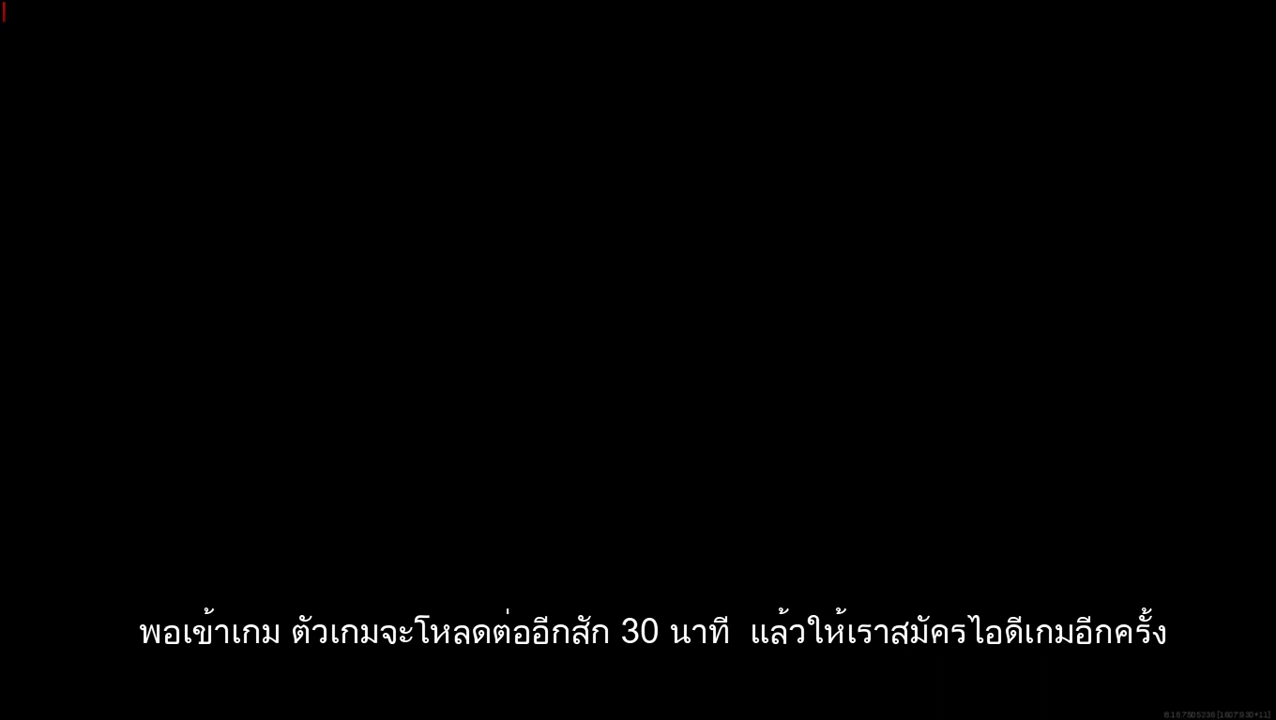 พอเข้าเกม ตัวเกมจะโหลดต่ออีกสัก 30 นาที แล้วให้เราสมัครไอดีเกมอีกครั้ง